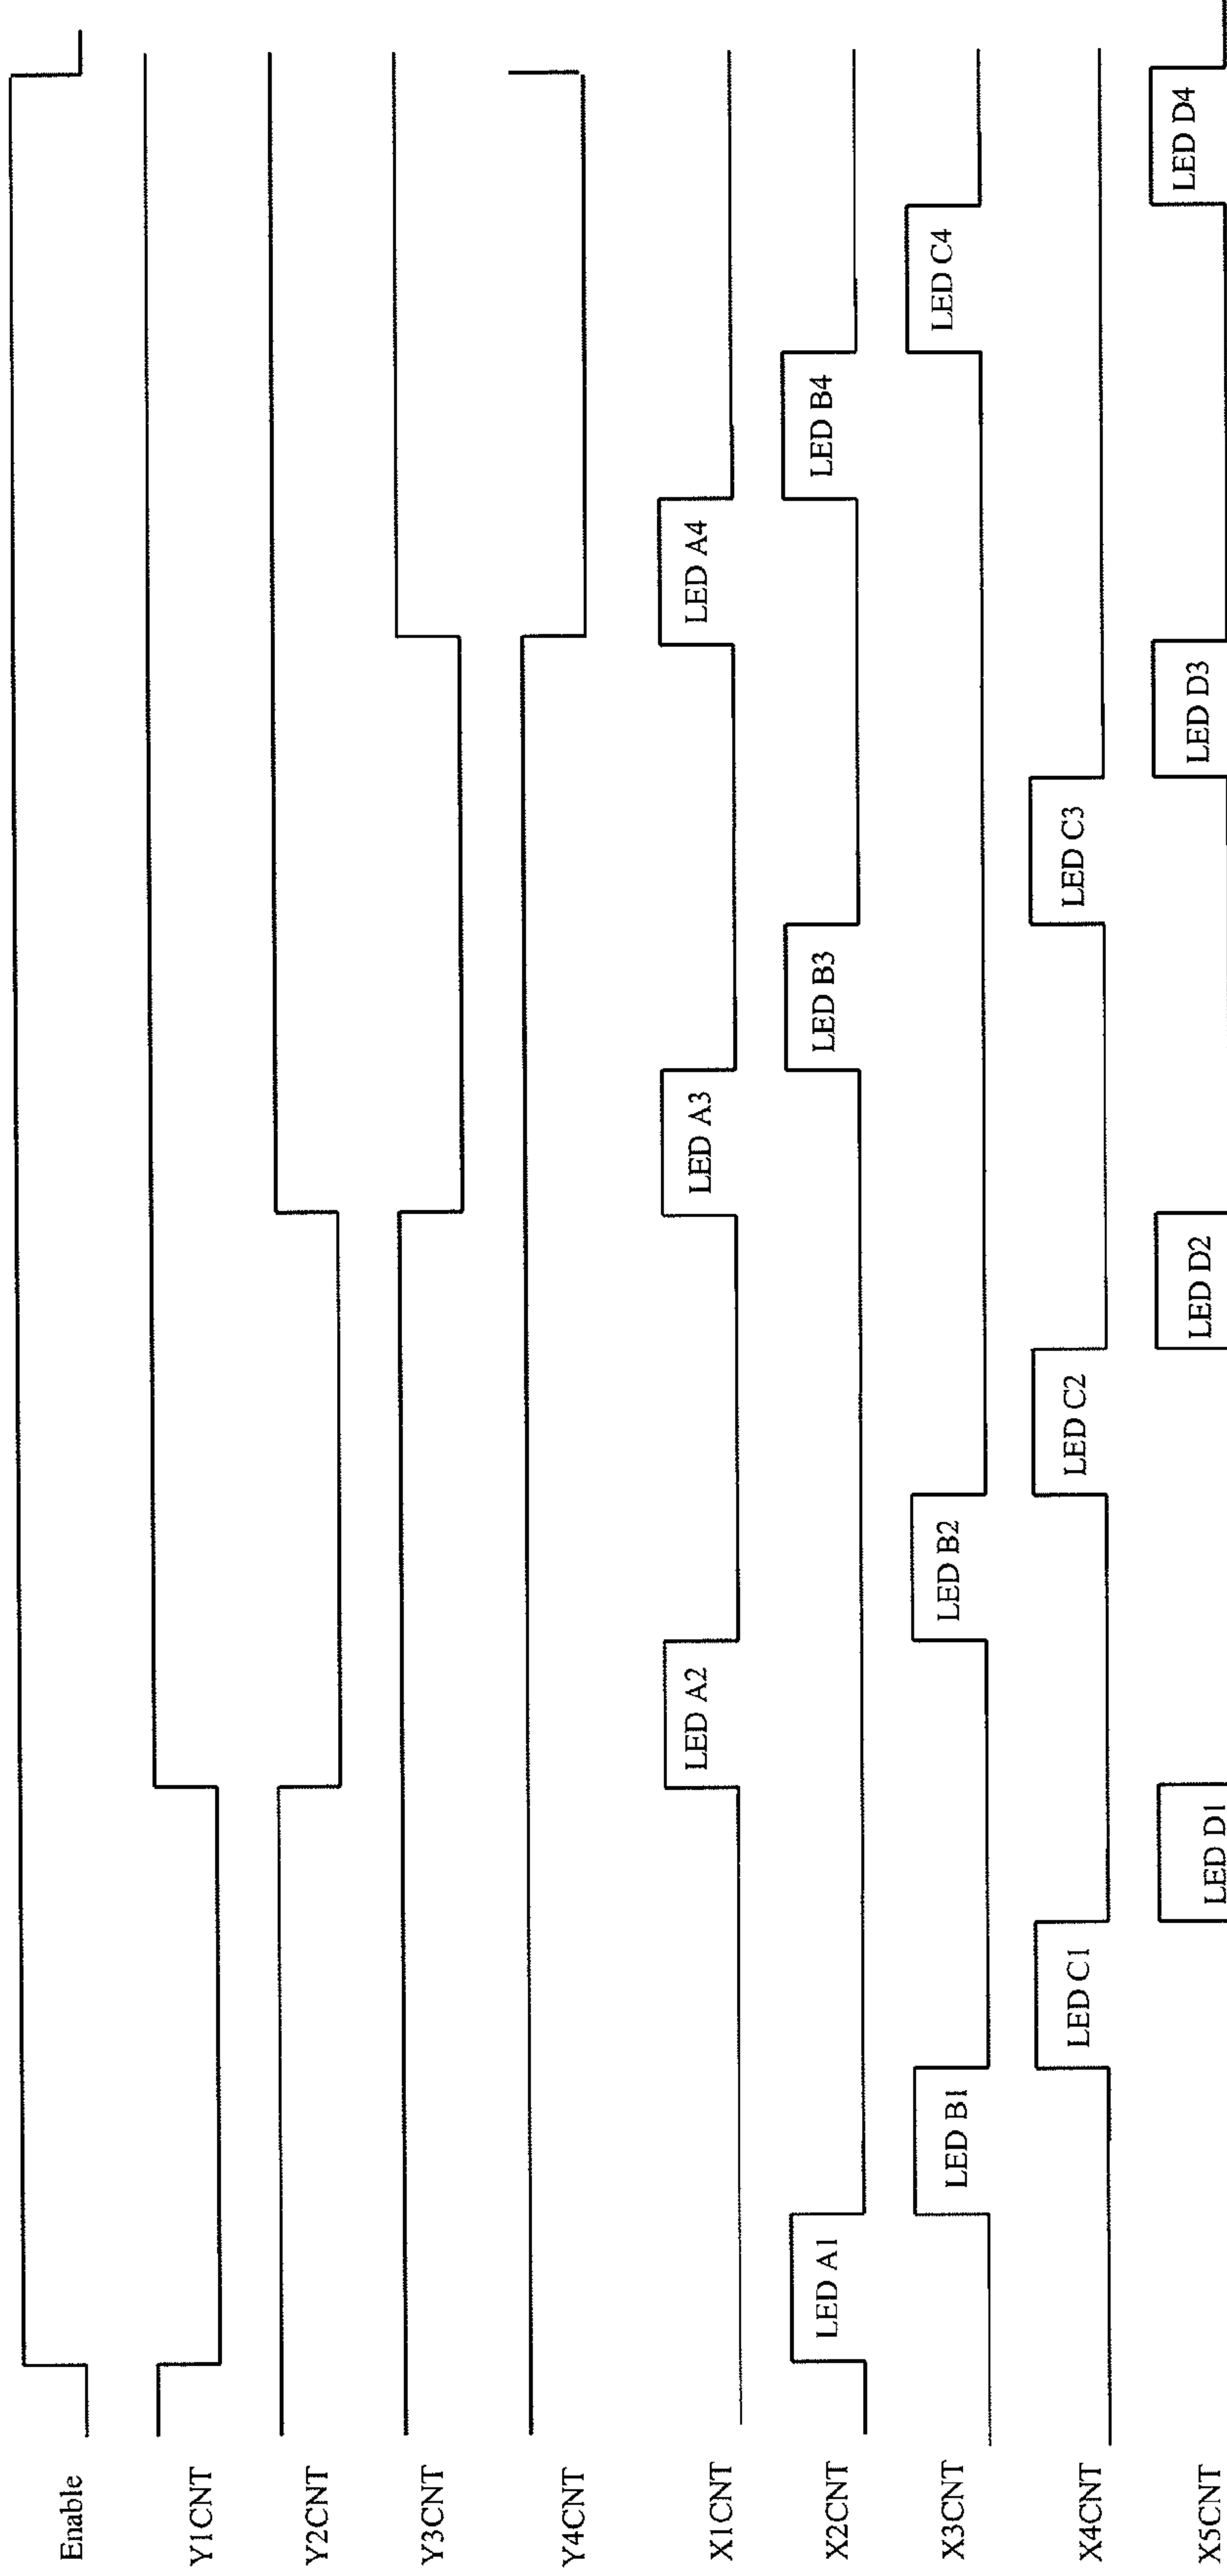 Enable
Y1CNT
Y2CNT
Y3CNT
Y4CNT
X1CNT
LED A2
LED A3
LED A4
X2CNT
LED A1
LED B3
LED B4
X3CNT
LED B1
LED B2
LED C4
X4CNT
LED C1
LED C2
LED C3
X5CNT
LED D1
LED D2
LED D3
LED D4